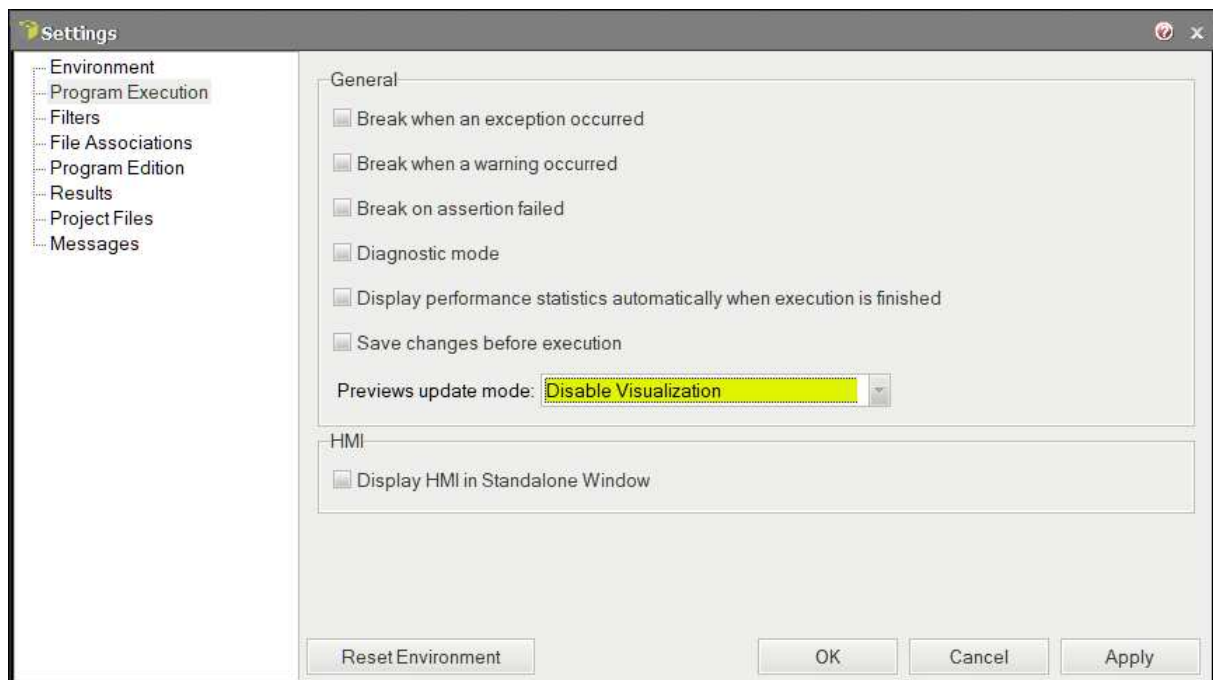 Settings
Environment
Program Execution
Filters
File Associations
Program Edition
Results
Project Files
Messages
General
Break when an exception occurred
Break when a warning occurred
Break on assertion failed
Diagnostic mode
Display performance statistics automatically when execution is finished
Save changes before execution
Previews update mode: Disable Visualization
HMI
Display HMI in Standalone Window
Reset Environment OK Cancel Apply